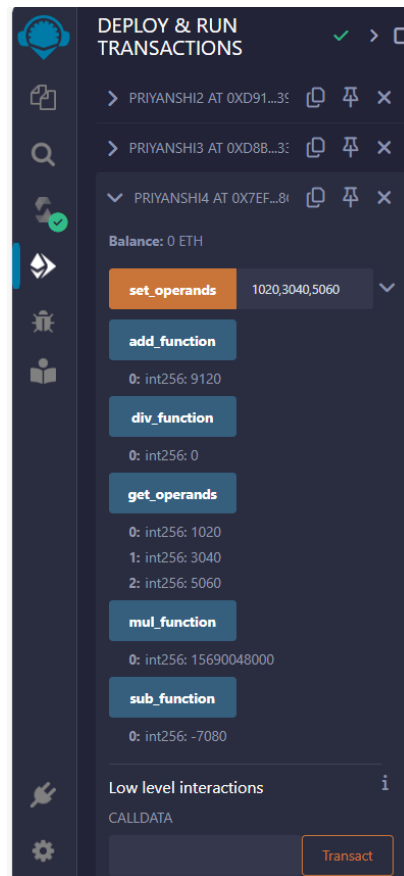 DEPLOY & RUN
TRANSACTIONS
PRIYANSHI2 AT 0XD91...39
PRIYANSHI3 AT 0XD8B...33
PRIYANSHI4 AT 0X7EF...8
Balance: 0 ETH
set_operands 1020,3040,5060
add_function
0: int256: 9120
div_function
0: int256: 0
get_operands
0: int256: 1020
1: int256: 3040
2: int256: 5060
mul_function
0: int256: 15690048000
sub_function
0: int256: -7080
Low level interactions i
CALLDATA
Transact